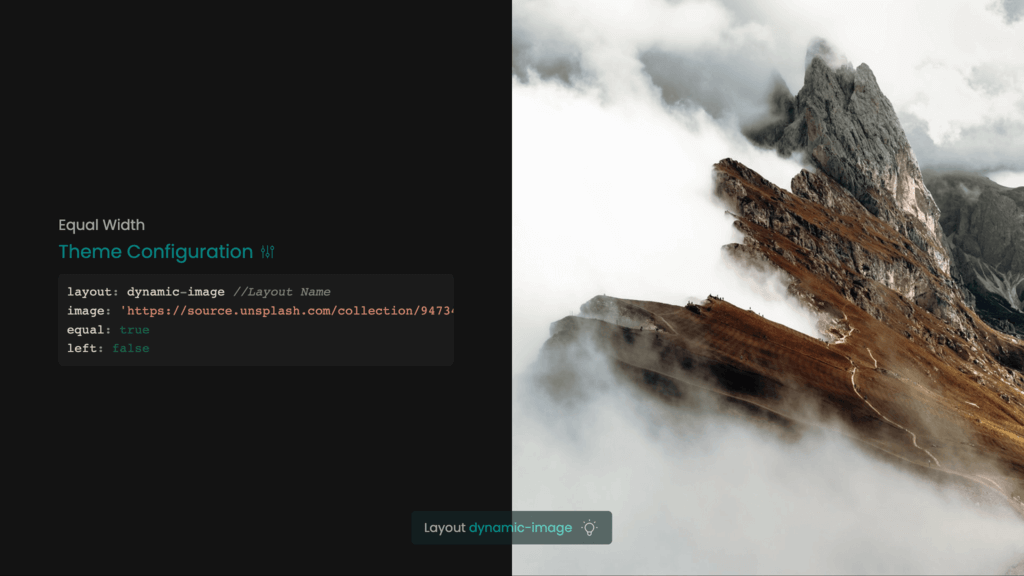 Equal Width
Theme Configuration
layout: dynamic-image //Layout Name
image: 'https://source.unsplash.com/collection/9473
equal: true
left: false
Layout dynamic-image